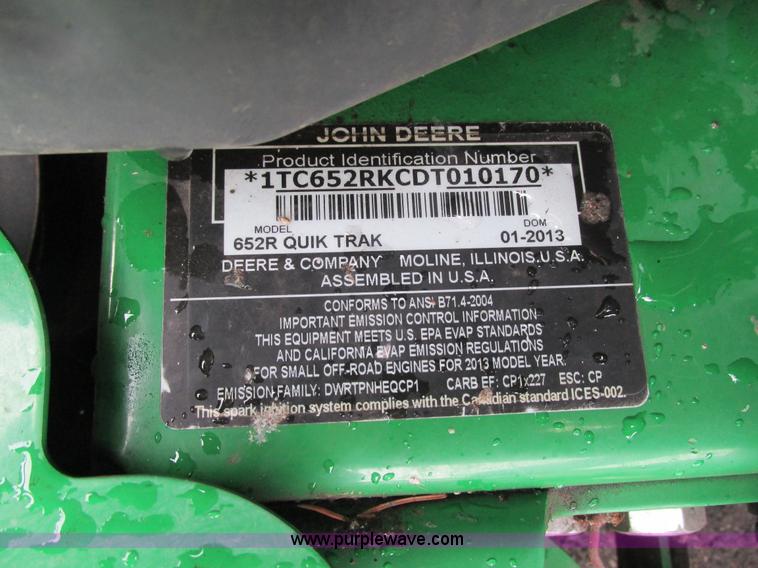 JOHN DEERE
Product Identification Number
*1TC652RKCDT010170*
MODEL DOM
652R QUIK TRAK 01-2013
DEERE & COMPANY MOLINE, ILLINOIS U.S.A.
ASSEMBLED IN U.S.A.
CONFORMS TO ANSI B71.4-2004
IMPORTANT EMISSION CONTROL INFORMATION
THIS EQUIPMENT MEETS U.S. EPA EVAP STANDARDS
AND CALIFORNIA EVAP EMISSION REGULATIONS
FOR SMALL OFF-ROAD ENGINES FOR 2013 MODEL YEAR.
EMISSION FAMILY: DWRTPNHEQCP1 CARB EF: ESC: CP
This spark ignition system complies with the Canadian standard ICES-002.
www.purplewave.com